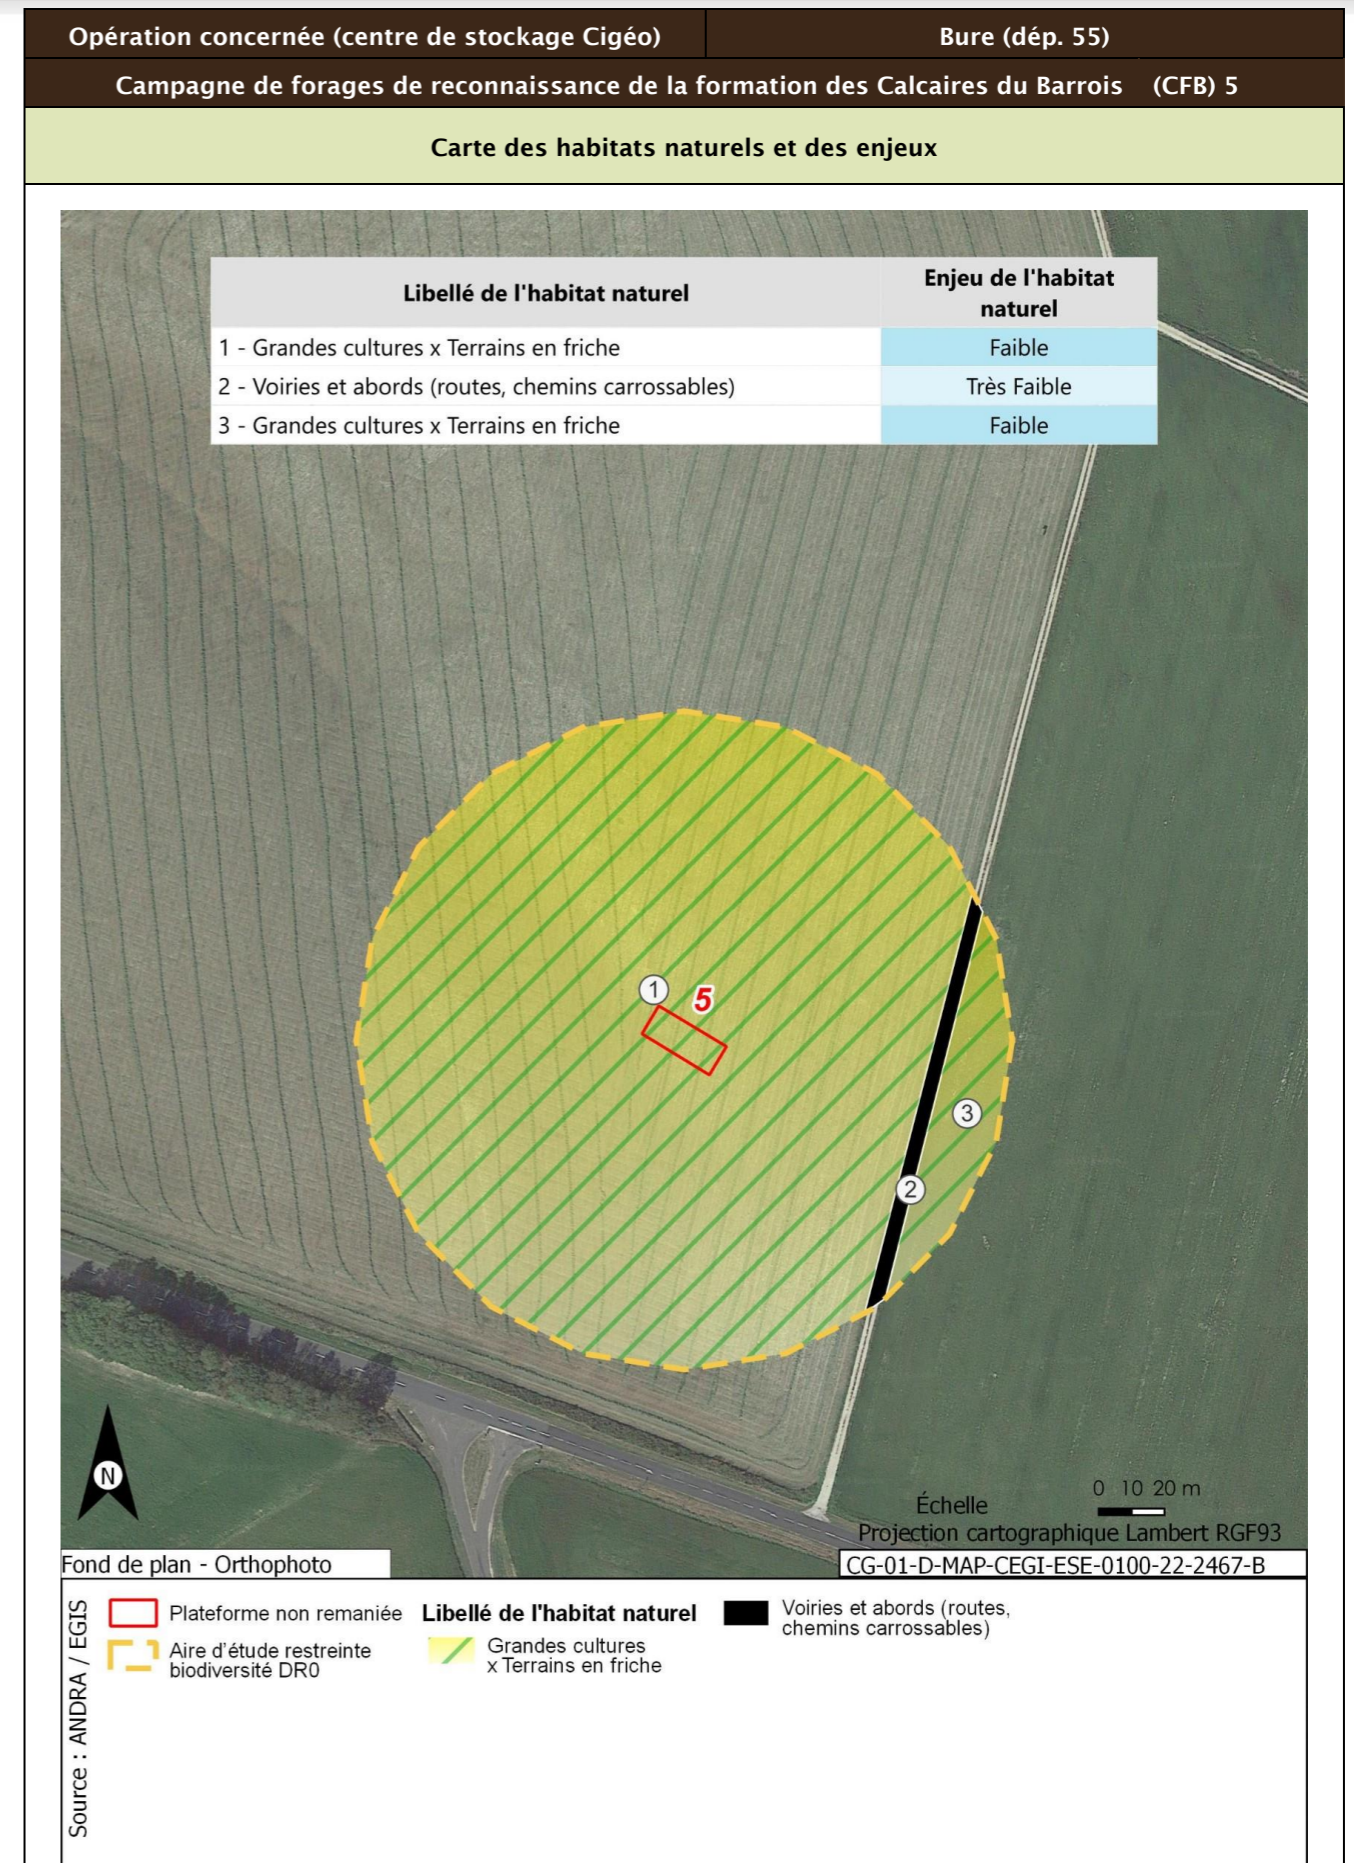 Opération concernée (centre de stockage Cigéo) Bure (dép. 55)
Campagne de forages de reconnaissance de la formation des Calcaires du Barrois (CFB) 5
Carte des habitats naturels et des enjeux
Libellé de l'habitat naturel Enjeu de l'habitat
naturel
1 - Grandes cultures x Terrains en friche Faible
2 - Voiries et abords (routes, chemins carrossables) Très Faible
3 - Grandes cultures x Terrains en friche Faible
1
5
3
2
N
0 10 20 m
Échelle
Projection cartographique Lambert RGF93
Fond de plan - Orthophoto
CG-01-D-MAP-CEGI-ESE-0100-22-2467-B
Source : ANDRA / EGIS
Plateforme non remaniée
Aire d'étude restreinte
biodiversité DR0
Libellé de l'habitat naturel
Grandes cultures
x Terrains en friche
Voiries et abords (routes,
chemins carrossables)